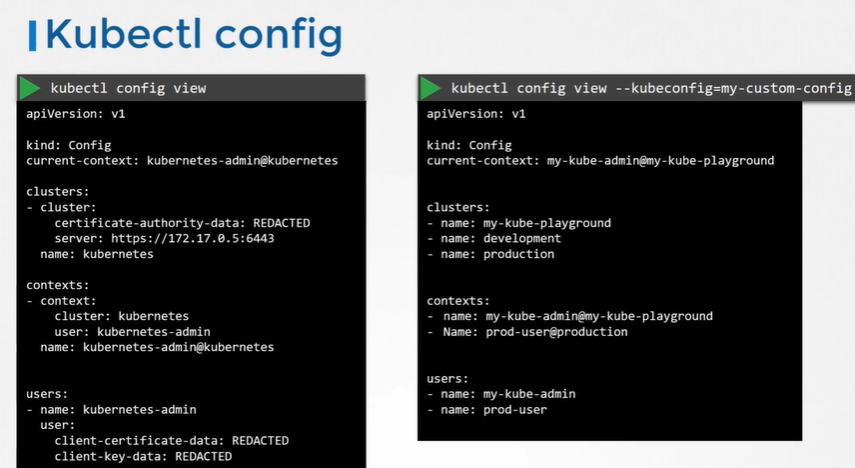 Kubectl config
kubectl config view
apiVersion: v1
kind: Config
current-context: kubernetes-admin@kubernetes
clusters:
- cluster:
    certificate-authority-data: REDACTED
    server: https://172.17.0.5:6443
  name: kubernetes
contexts:
- context:
    cluster: kubernetes
    user: kubernetes-admin
  name: kubernetes-admin@kubernetes
users:
- name: kubernetes-admin
  user:
    client-certificate-data: REDACTED
    client-key-data: REDACTED
kubectl config view --kubeconfig=my-custom-config
apiVersion: v1
kind: Config
current-context: my-kube-admin@my-kube-playground
clusters:
- name: my-kube-playground
- name: development
- name: production
contexts:
- name: my-kube-admin@my-kube-playground
- Name: prod-user@production
users:
- name: my-kube-admin
- name: prod-user